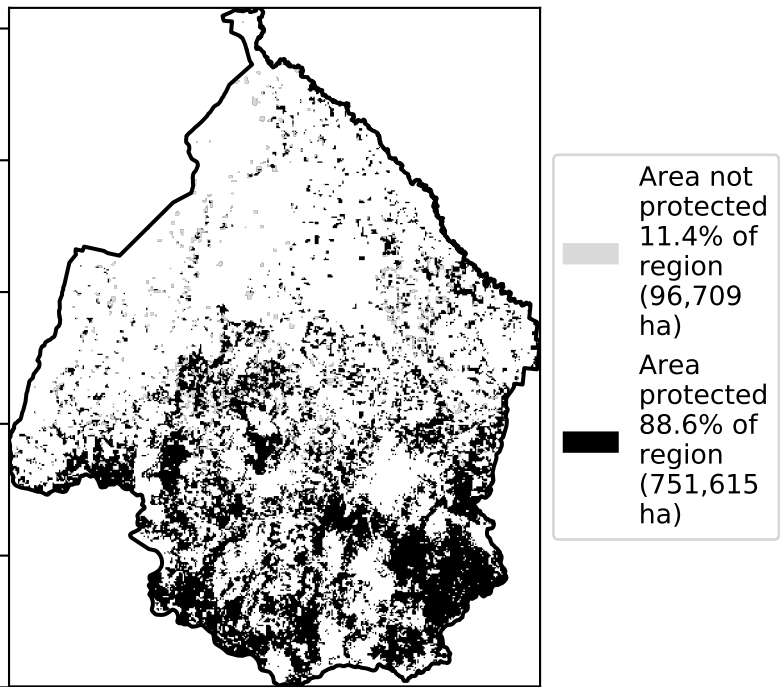 Area not
protected
11.4% of
region
(96,709
ha)
Area
protected
88.6% of
region
(751,615
ha)